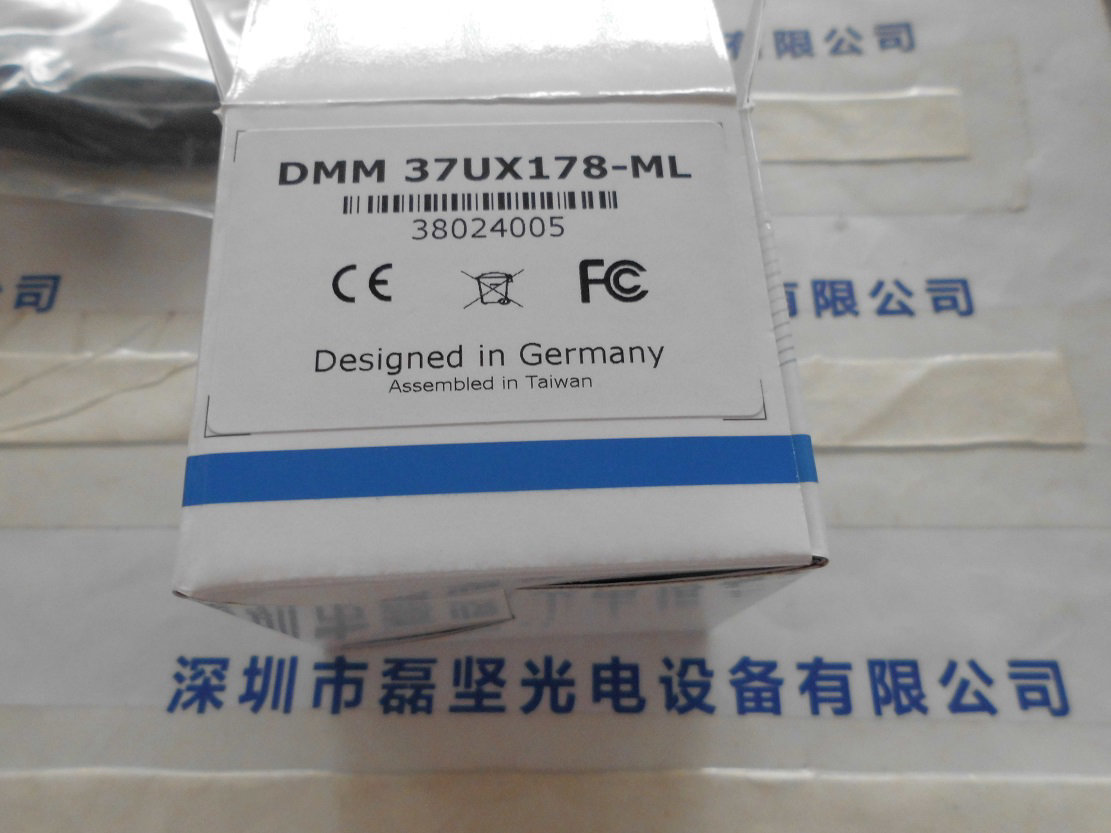 有限公司
DMM 37UX178-ML
38024005
CE
FC
Designed in Germany
Assembled in Taiwan
公司
有限公司
深圳市磊坚光电设备有限公司